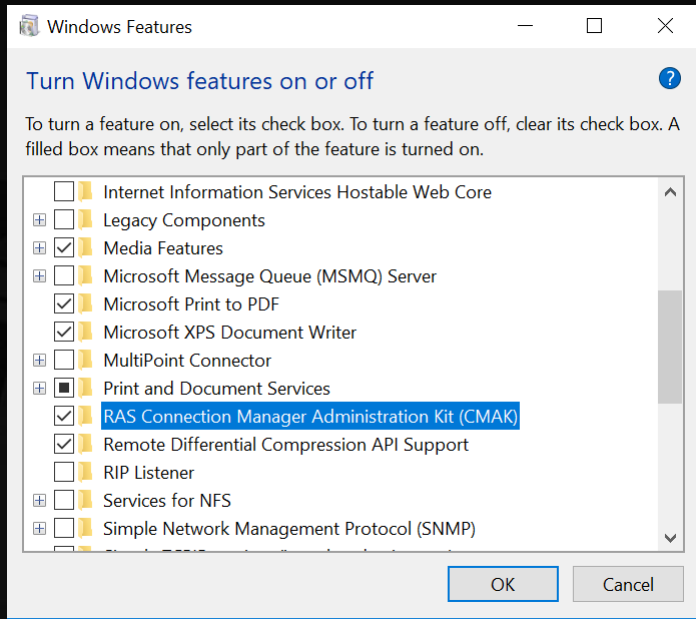 Windows Features
Turn Windows features on or off
To turn a feature on, select its check box. To turn a feature off, clear its check box. A
filled box means that only part of the feature is turned on.
Internet Information Services Hostable Web Core
Legacy Components
Media Features
Microsoft Message Queue (MSMQ) Server
Microsoft Print to PDF
Microsoft XPS Document Writer
MultiPoint Connector
Print and Document Services
RAS Connection Manager Administration Kit (CMAK)
Remote Differential Compression API Support
RIP Listener
Services for NFS
Simple Network Management Protocol (SNMP)
OK
Cancel